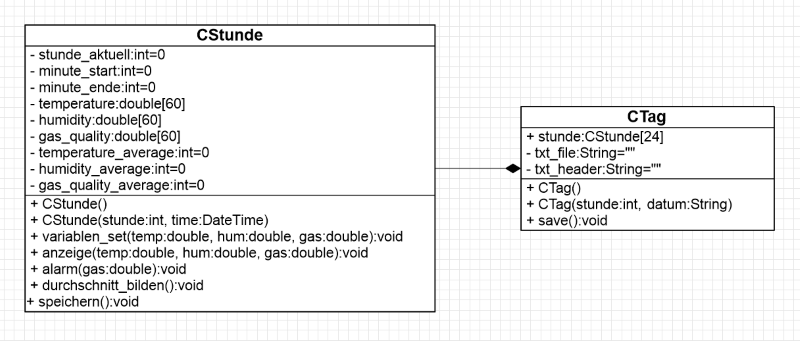 CStunde
- stunde_aktuell:int=0
- minute_start:int=0
- minute_ende:int=0
- temperature:double[60]
- humidity:double[60]
- gas_quality:double[60]
- temperature_average:int=0
- humidity_average:int=0
- gas_quality_average:int=0
+ CStunde()
+ CStunde(stunde:int, time:DateTime)
+ variablen_set(temp:double, hum:double, gas:double):void
+ anzeige(temp:double, hum:double, gas:double):void
+ alarm(gas:double):void
+ durchschnitt_bilden():void
+ speichern():void
CTag
+ stunde:CStunde[24]
- txt_file:String=""
- txt_header:String=""
+ CTag()
+ CTag(stunde:int, datum:String)
+ save():void